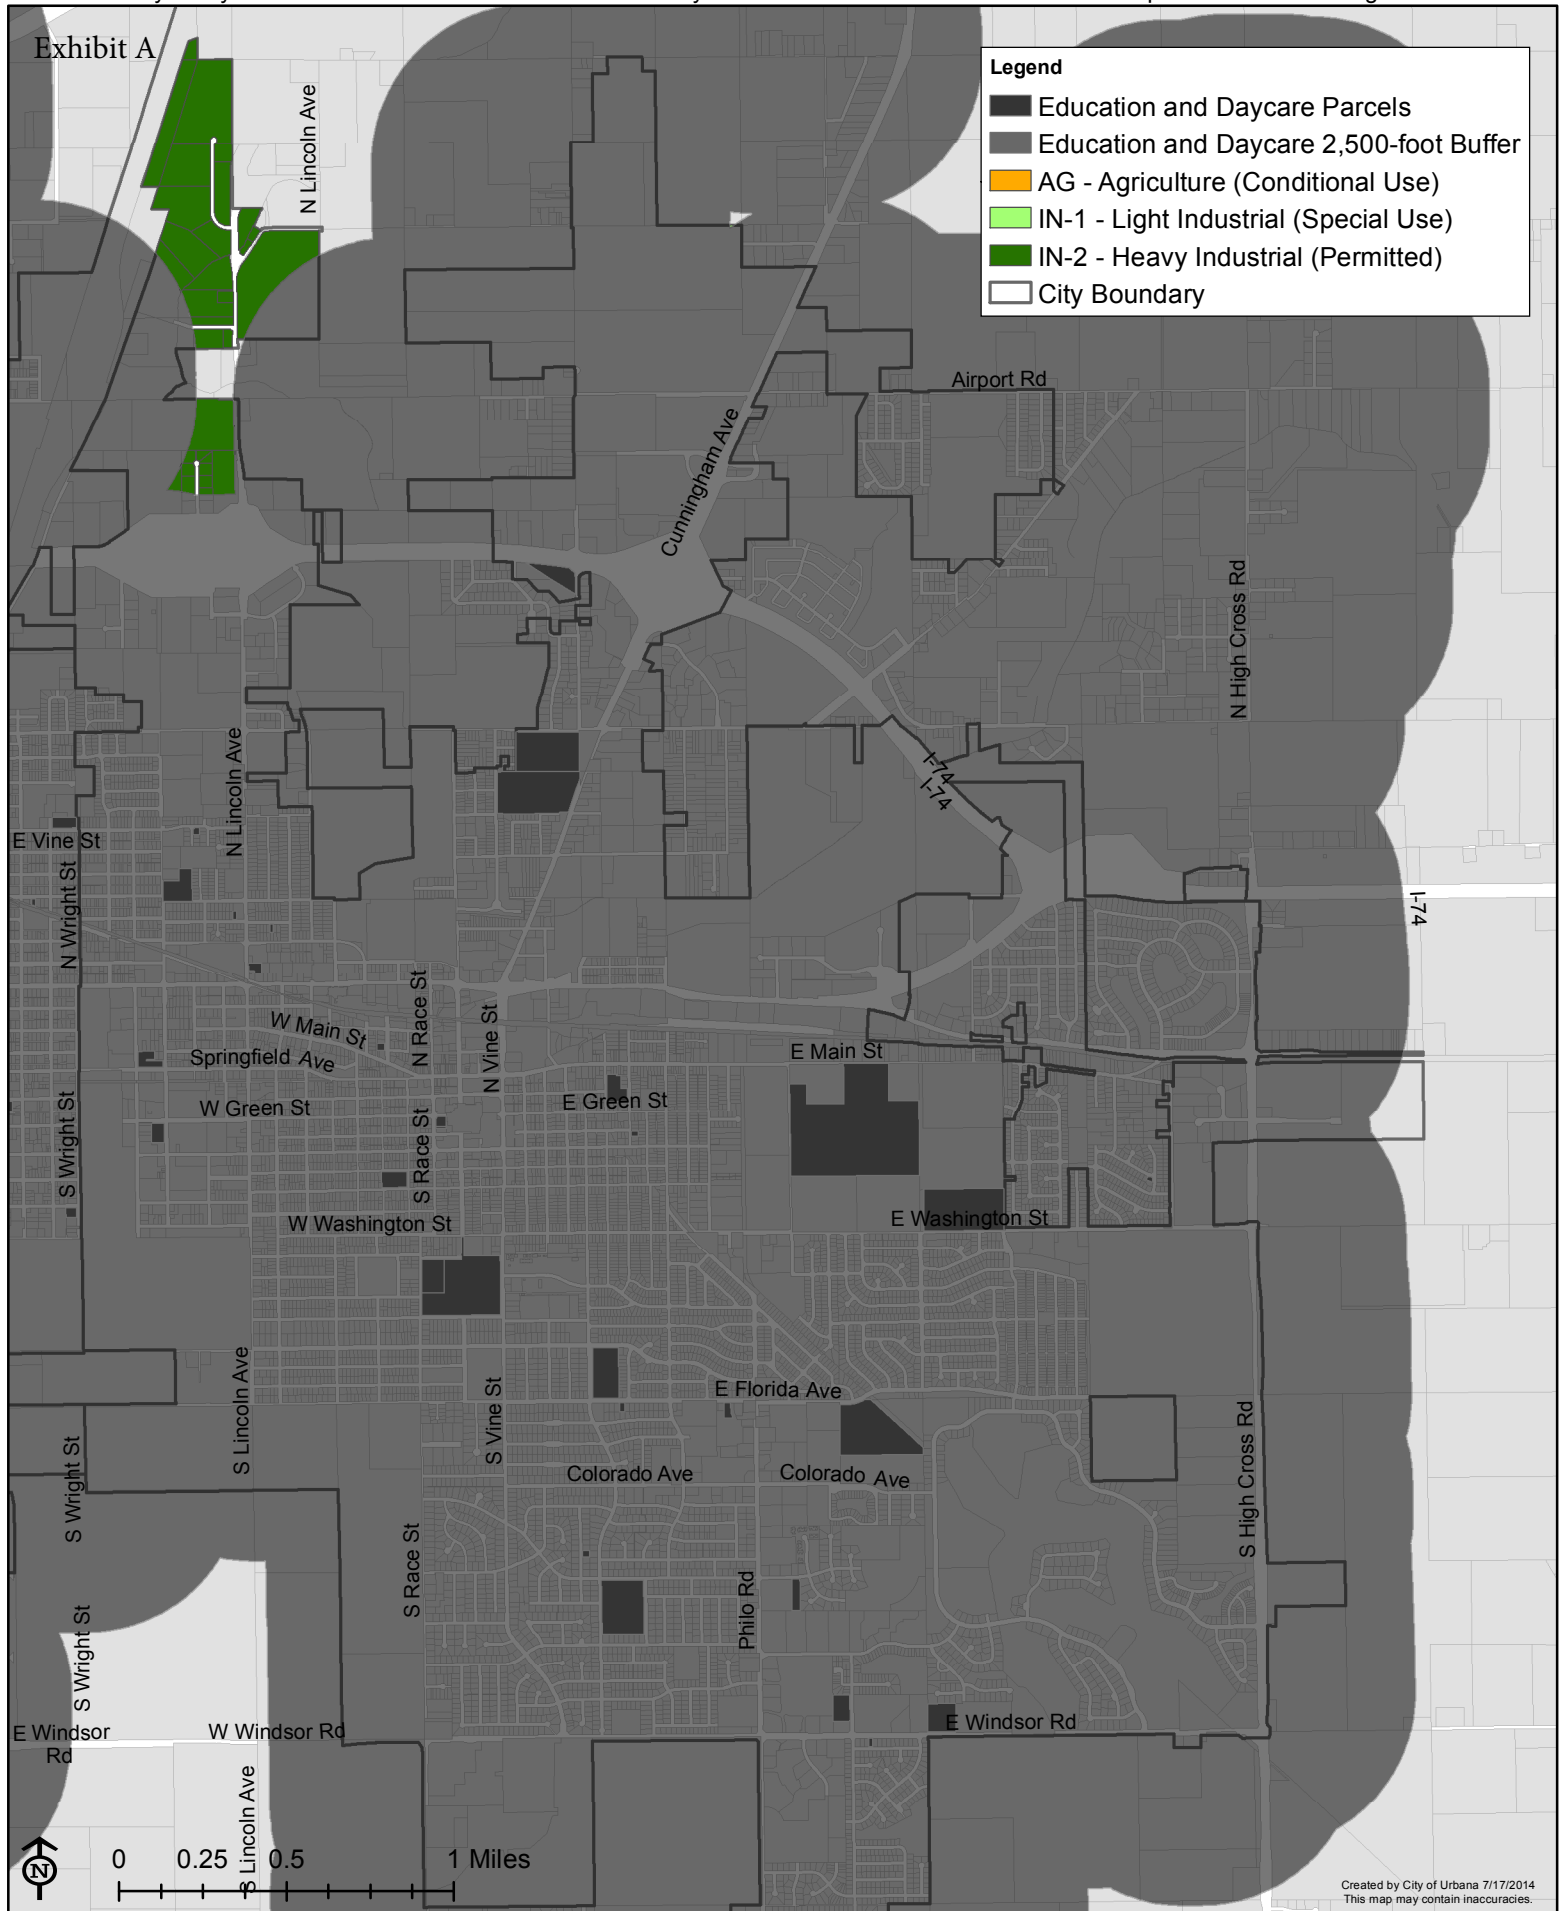 Exhibit A
N Lincoln Ave
Legend
Education and Daycare Parcels
Education and Daycare 2,500-foot Buffer
AG - Agriculture (Conditional Use)
IN-1 - Light Industrial (Special Use)
IN-2 - Heavy Industrial (Permitted)
City Boundary
Airport Rd
Cunningham Ave
N High Cross Rd
N Lincoln Ave
I-74
I-74
E Vine St
N Wright St
I-74
N Race St
W Main St
N Vine St
Springfield Ave
E Main St
W Green St
E Green St
S Wright St
S Race St
W Washington St
E Washington St
S Lincoln Ave
S Vine St
E Florida Ave
S Wright St
Colorado Ave
Colorado Ave
S High Cross Rd
S Race St
Philo Rd
S Wright St
E Windsor
Rd
W Windsor Rd
E Windsor Rd
S Lincoln Ave
N
0 0.25 0.5 1 Miles
Created by City of Urbana 7/17/2014
This map may contain inaccuracies.